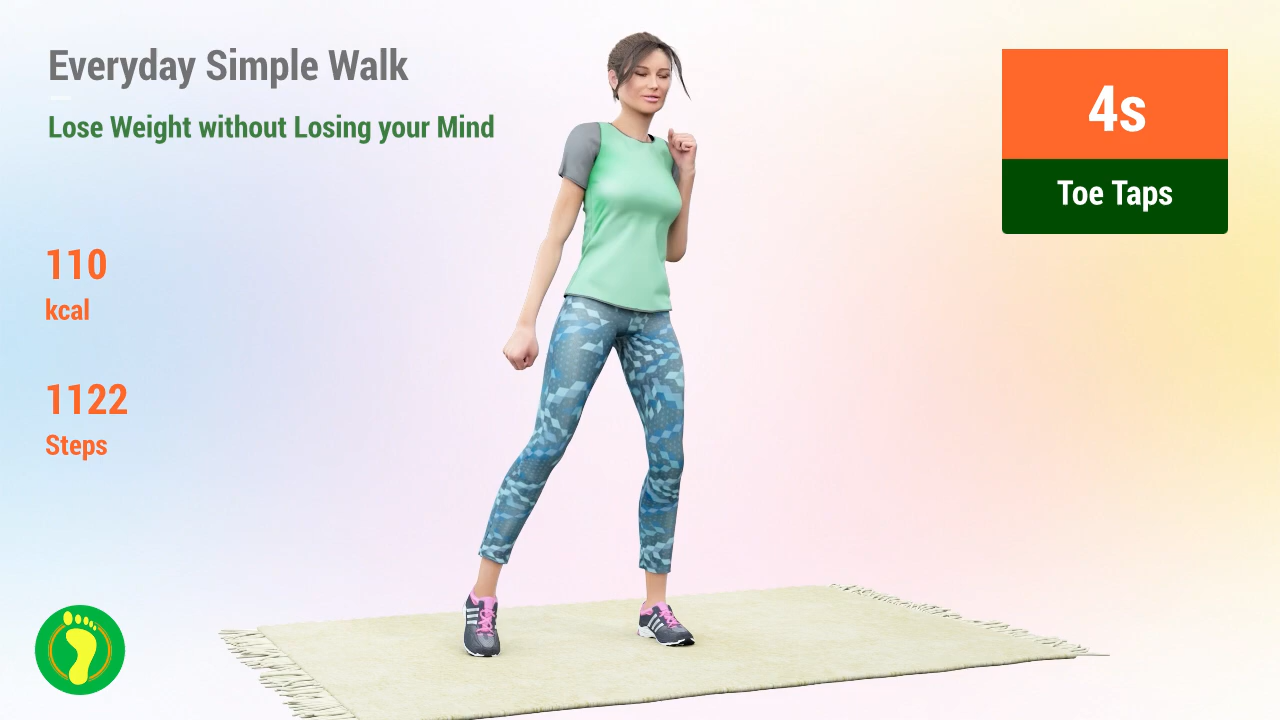 Everyday Simple Walk
Lose Weight without Losing your Mind
4s
Toe Taps
110
kcal
1122
Steps